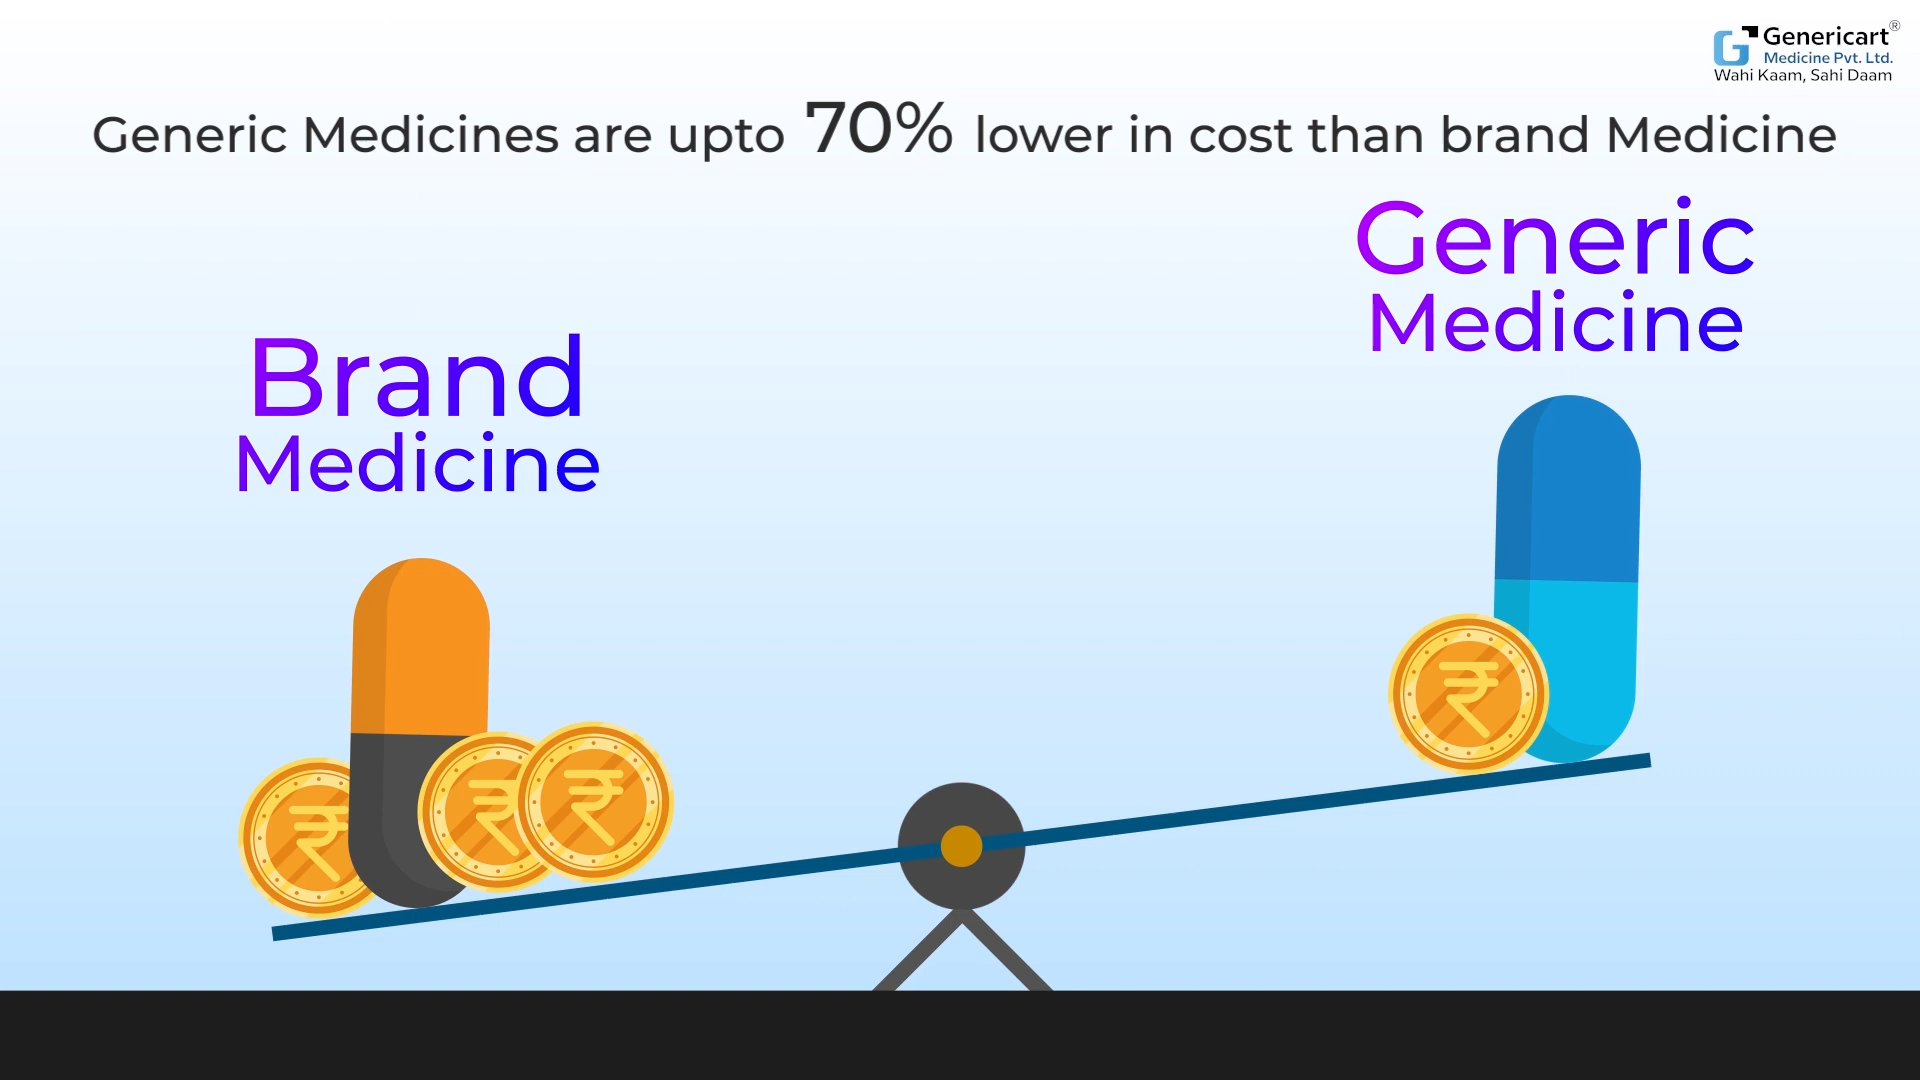 Genericart®
Medicine Pvt. Ltd.
Wahi Kaam, Sahi Daam
Generic Medicines are upto 70% lower in cost than brand Medicine
Generic
Medicine
Brand
Medicine
₹
₹
₹
₹